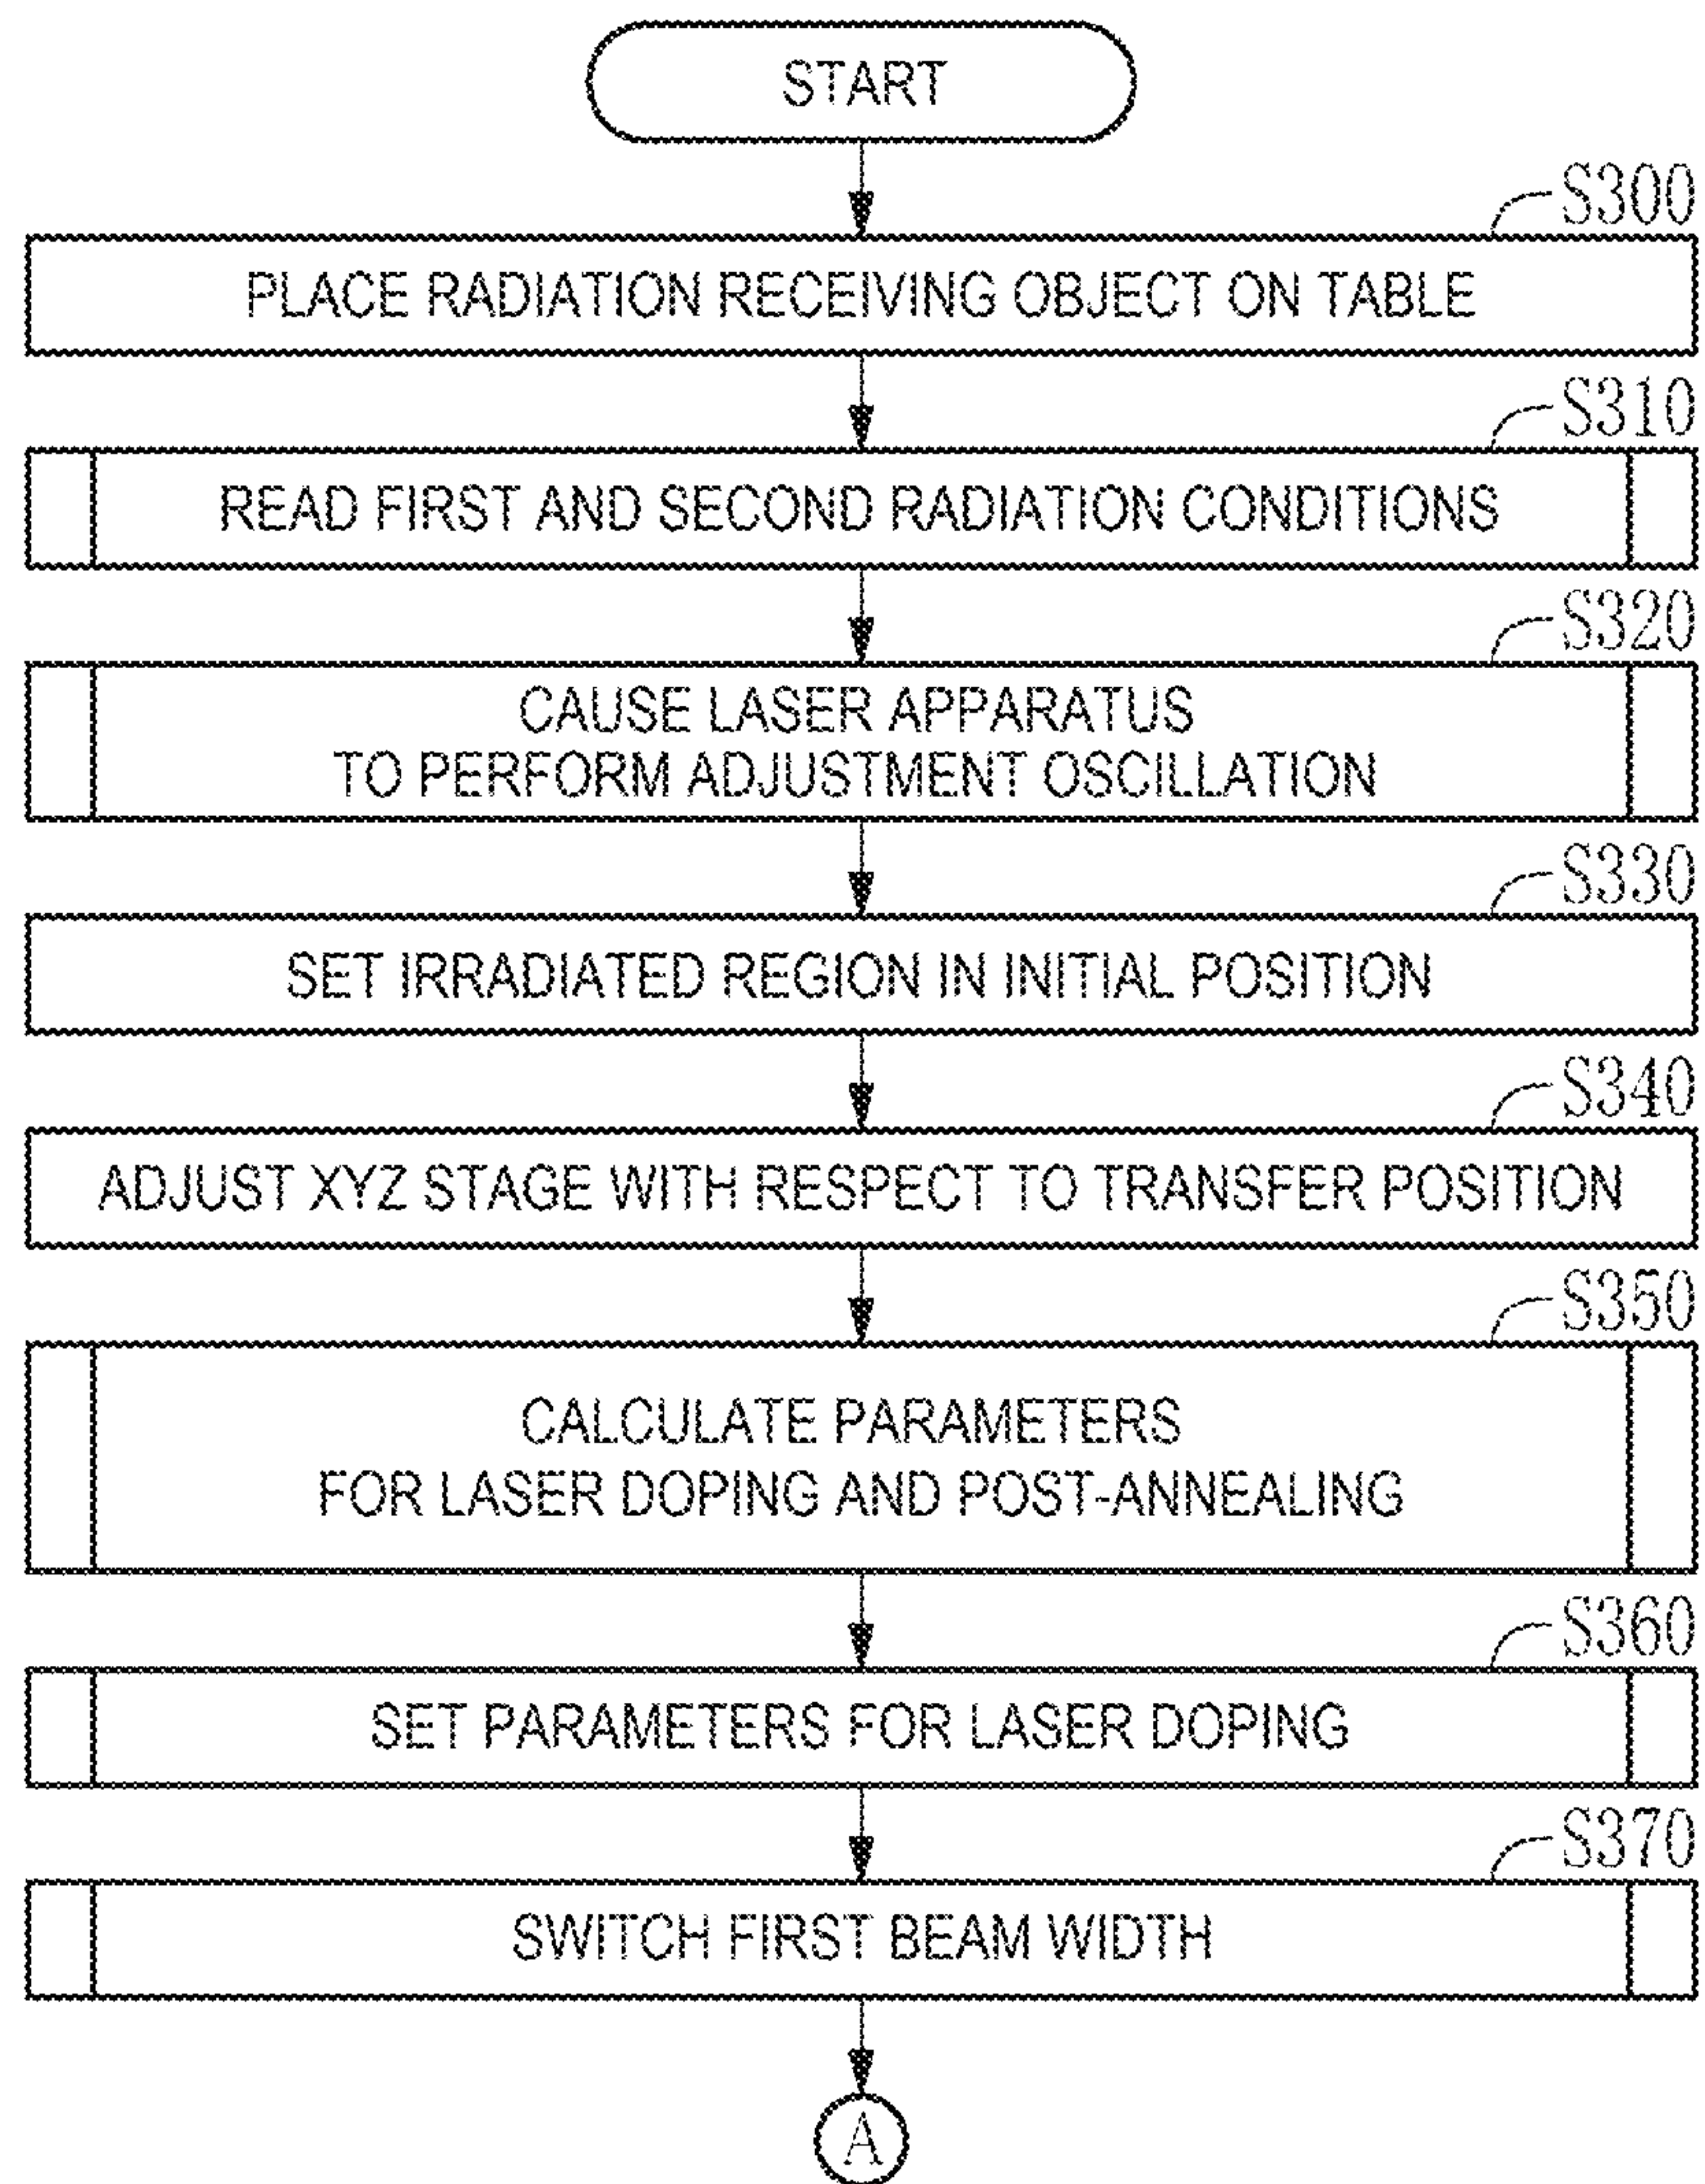 START
S300
PLACE RADIATION RECEIVING OBJECT ON TABLE
S310
READ FIRST AND SECOND RADIATION CONDITIONS
S320
CAUSE LASER APPARATUS
TO PERFORM ADJUSTMENT OSCILLATION
S330
SET IRRADIATED REGION IN INITIAL POSITION
S340
ADJUST XYZ STAGE WITH RESPECT TO TRANSFER POSITION
S350
CALCULATE PARAMETERS
FOR LASER DOPING AND POST-ANNEALING
S360
SET PARAMETERS FOR LASER DOPING
S370
SWITCH FIRST BEAM WIDTH
A